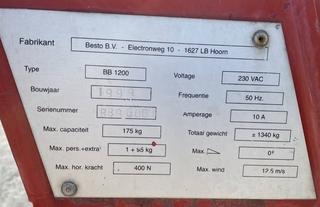 Fabrikant Besto B.V. - Electronweg 10 - 1627 LB Hoorn
Type BB 1200 Voltage 230 VAC
Bouwjaar Frequentie 50 Hz.
Serienummer Amperage 10 A
Max. capaciteit 175 kg Totaal gewicht ± 1340 kg
Max. pers.+extra 1 + 95 kg Max. 0º
Max. hor. kracht 400 N Max. wind 12.5 m/s